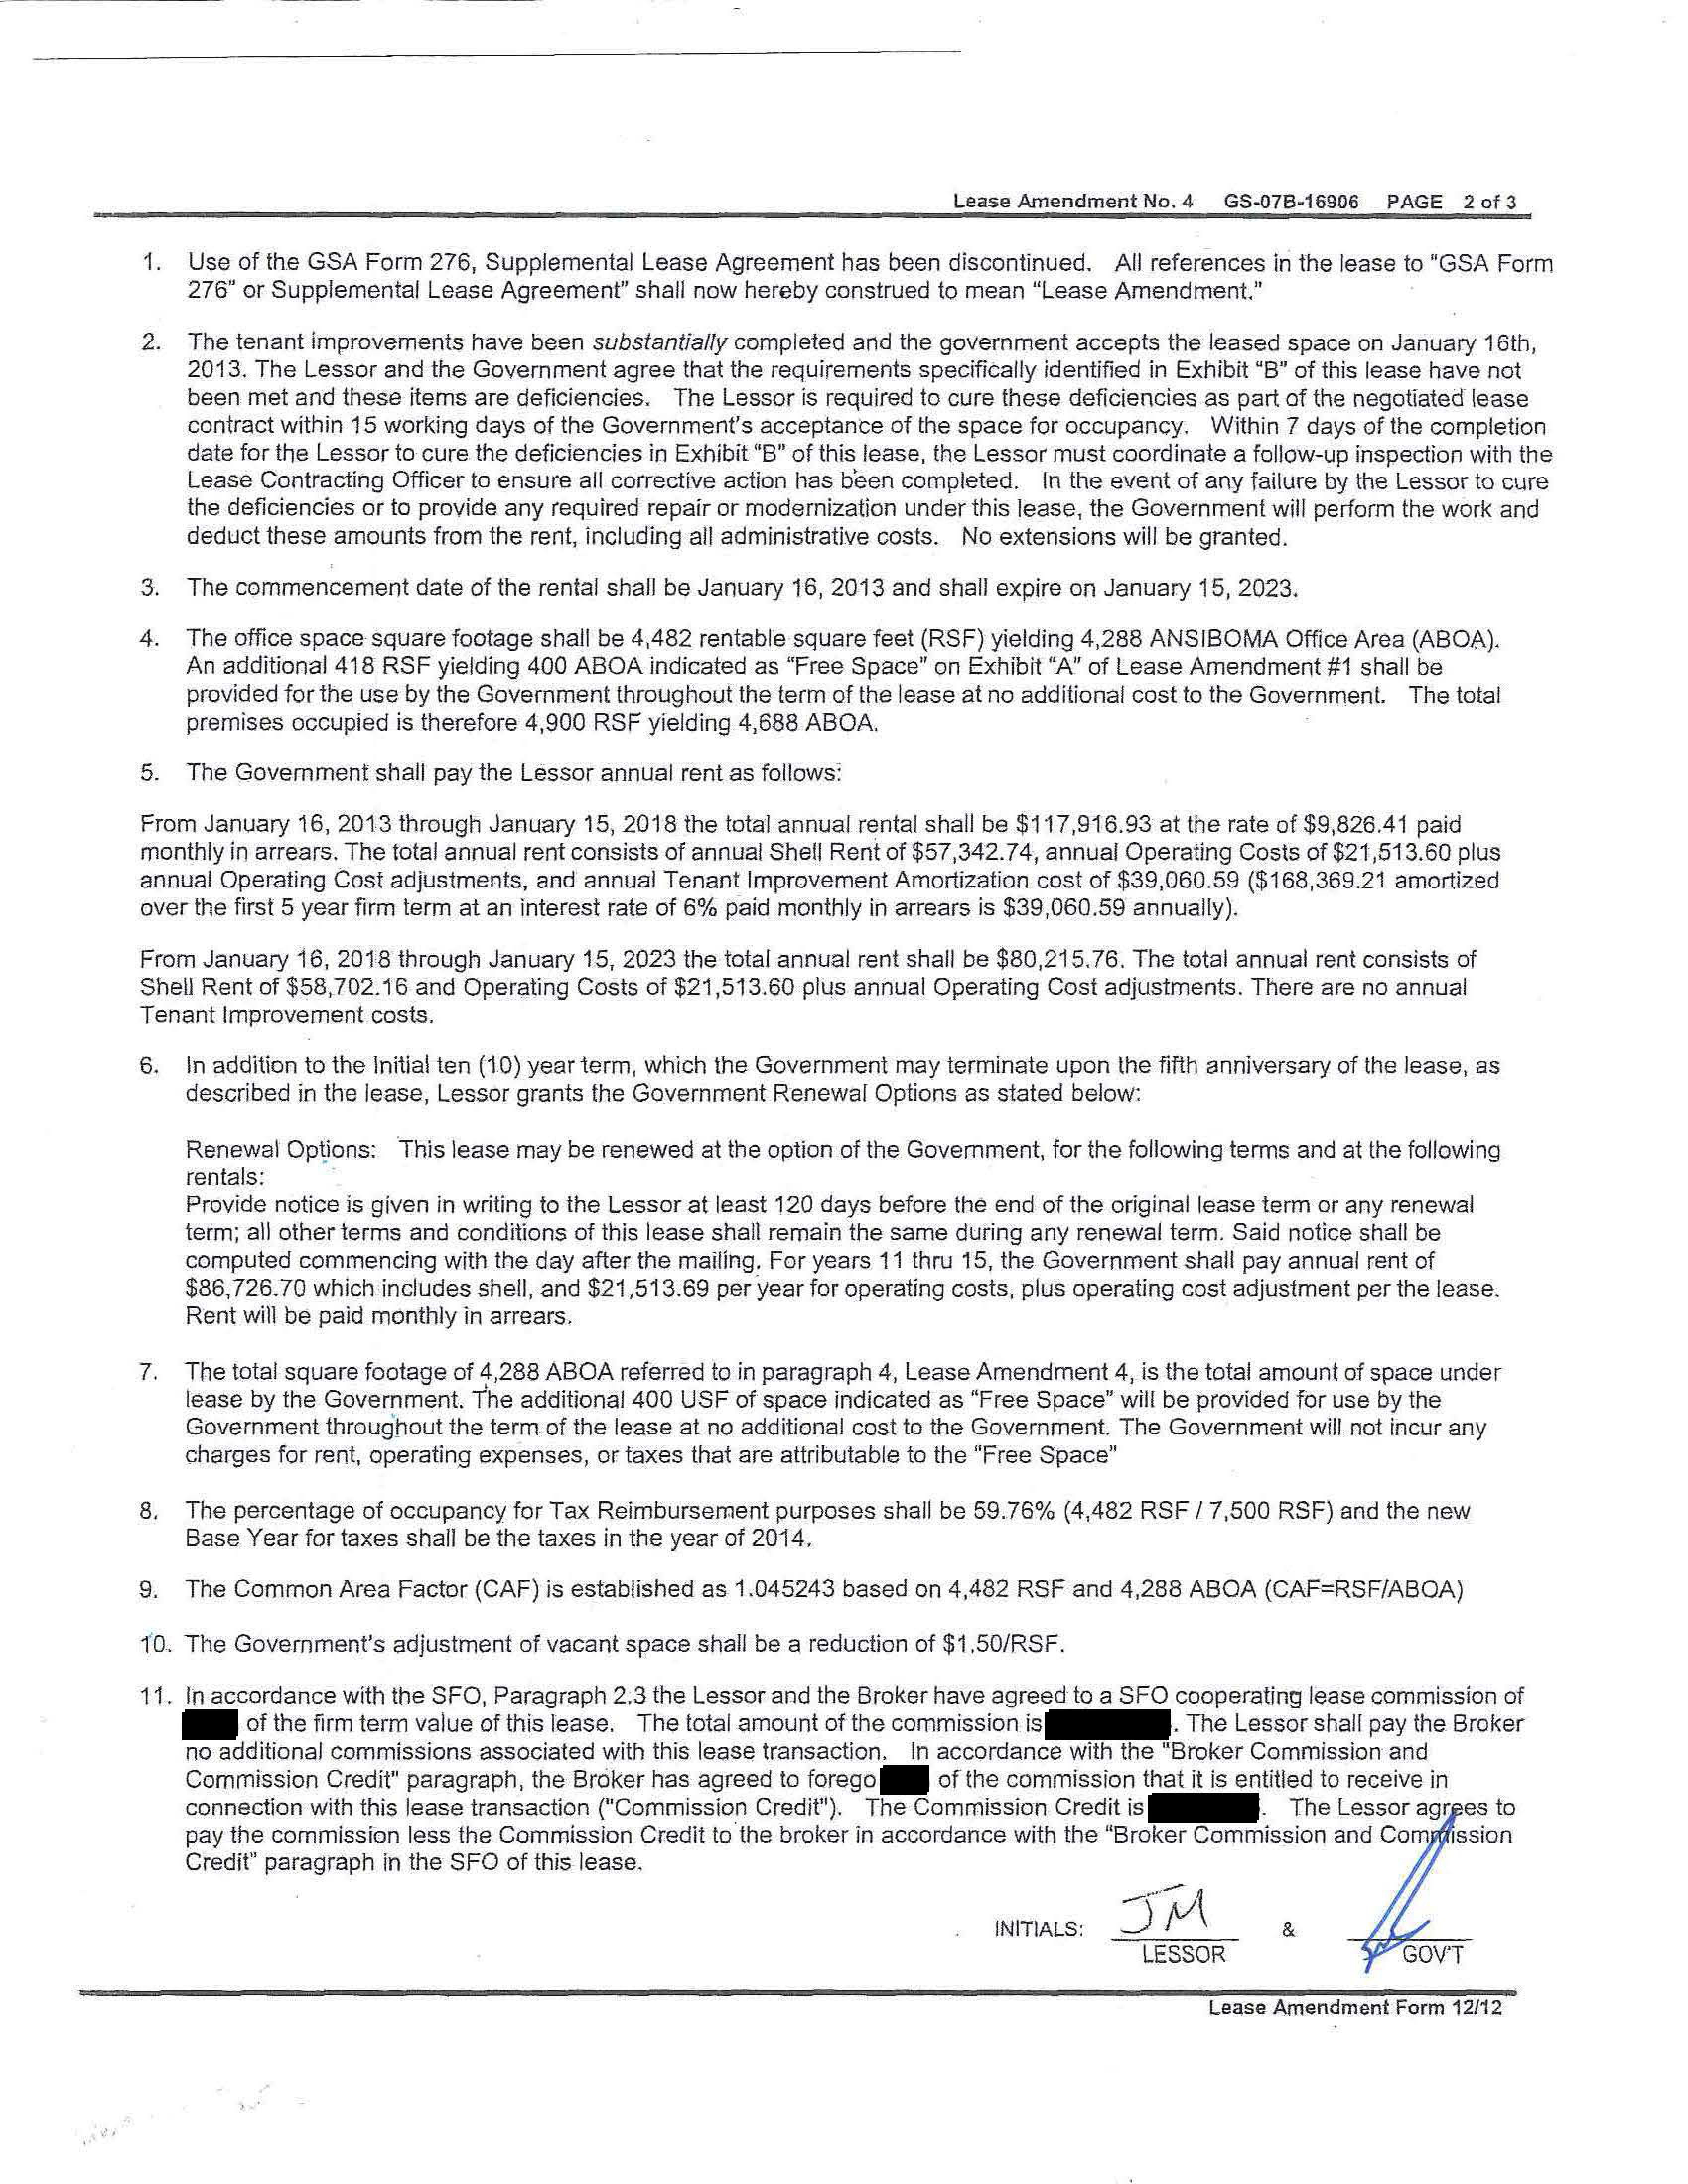 Lease Amendment No. 4 GS-07B-16906 PAGE 2 of 3
1. Use of the GSA Form 276, Supplemental Lease Agreement has been discontinued. All references in the lease to "GSA Form
276" or Supplemental Lease Agreement" shall now hereby construed to mean "Lease Amendment."
2. The tenant improvements have been substantially completed and the government accepts the leased space on January 16th,
2013. The Lessor and the Government agree that the requirements specifically identified in Exhibit "B" of this lease have not
been met and these items are deficiencies. The Lessor is required to cure these deficiencies as part of the negotiated lease
contract within 15 working days of the Government's acceptance of the space for occupancy. Within 7 days of the completion
date for the Lessor to cure the deficiencies in Exhibit "B" of this lease, the Lessor must coordinate a follow-up inspection with the
Lease Contracting Officer to ensure all corrective action has been completed. In the event of any failure by the Lessor to cure
the deficiencies or to provide any required repair or modernization under this lease, the Government will perform the work and
deduct these amounts from the rent, including all administrative costs. No extensions will be granted.
3. The commencement date of the rental shall be January 16, 2013 and shall expire on January 15, 2023.
4. The office space square footage shall be 4,482 rentable square feet (RSF) yielding 4,288 ANSIBOMA Office Area (ABOA).
An additional 418 RSF yielding 400 ABOA indicated as "Free Space" on Exhibit "A" of Lease Amendment #1 shall be
provided for the use by the Government throughout the term of the lease at no additional cost to the Government. The total
premises occupied is therefore 4,900 RSF yielding 4,688 ABOA.
5. The Government shall pay the Lessor annual rent as follows:
From January 16, 2013 through January 15, 2018 the total annual rental shall be $117,916.93 at the rate of $9,826.41 paid
monthly in arrears. The total annual rent consists of annual Shell Rent of $57,342.74, annual Operating Costs of $21,513.60 plus
annual Operating Cost adjustments, and annual Tenant Improvement Amortization cost of $39,060.59 ($168,369.21 amortized
over the first 5 year firm term at an interest rate of 6% paid monthly in arrears is $39,060.59 annually).
From January 16, 2018 through January 15, 2023 the total annual rent shall be $80,215.76. The total annual rent consists of
Shell Rent of $58,702.16 and Operating Costs of $21,513.60 plus annual Operating Cost adjustments. There are no annual
Tenant Improvement costs.
6. In addition to the Initial ten (10) year term, which the Government may terminate upon the fifth anniversary of the lease, as
described in the lease, Lessor grants the Government Renewal Options as stated below:
Renewal Options: This lease may be renewed at the option of the Government, for the following terms and at the following
rentals:
Provide notice is given in writing to the Lessor at least 120 days before the end of the original lease term or any renewal
term; all other terms and conditions of this lease shall remain the same during any renewal term. Said notice shall be
computed commencing with the day after the mailing. For years 11 thru 15, the Government shall pay annual rent of
$86,726.70 which includes shell, and $21,513.69 per year for operating costs, plus operating cost adjustment per the lease.
Rent will be paid monthly in arrears.
7. The total square footage of 4,288 ABOA referred to in paragraph 4, Lease Amendment 4, is the total amount of space under
lease by the Government. The additional 400 USF of space indicated as "Free Space" will be provided for use by the
Government throughout the term of the lease at no additional cost to the Government. The Government will not incur any
charges for rent, operating expenses, or taxes that are attributable to the "Free Space"
8. The percentage of occupancy for Tax Reimbursement purposes shall be 59.76% (4,482 RSF / 7,500 RSF) and the new
Base Year for taxes shall be the taxes in the year of 2014.
9. The Common Area Factor (CAF) is established as 1.045243 based on 4,482 RSF and 4,288 ABOA (CAF=RSF/ABOA)
10. The Government's adjustment of vacant space shall be a reduction of $1.50/RSF.
11. In accordance with the SFO, Paragraph 2.3 the Lessor and the Broker have agreed to a SFO cooperating lease commission of
of the firm term value of this lease. The total amount of the commission is . The Lessor shall pay the Broker
no additional commissions associated with this lease transaction. In accordance with the "Broker Commission and
Commission Credit" paragraph, the Broker has agreed to forego of the commission that it is entitled to receive in
connection with this lease transaction ("Commission Credit"). The Commission Credit is . The Lessor agrees to
pay the commission less the Commission Credit to the broker in accordance with the "Broker Commission and Commission
Credit" paragraph in the SFO of this lease.
INITIALS: JM &
LESSOR GOV'T
Lease Amendment Form 12/12